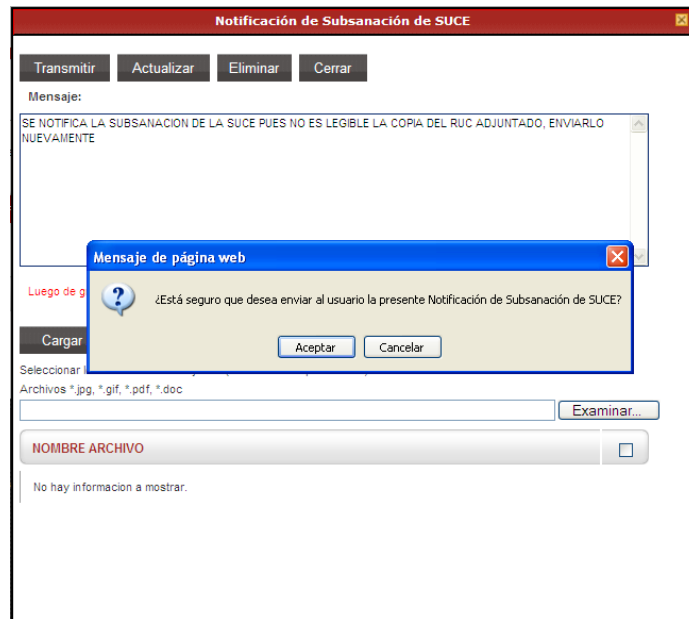 Notificación de Subsanación de SUCE
Transmitir Actualizar Eliminar Cerrar
Mensaje:
SE NOTIFICA LA SUBSANACION DE LA SUCE PUES NO ES LEGIBLE LA COPIA DEL RUC ADJUNTADO, ENVIARLO
NUEVAMENTE
Mensaje de página web
Luego de g
¿Está seguro que desea enviar al usuario la presente Notificación de Subsanación de SUCE?
Aceptar Cancelar
Cargar
Seleccionar
Archivos *.jpg, *.gif, *.pdf, *.doc
Examinar...
NOMBRE ARCHIVO
No hay informacion a mostrar.